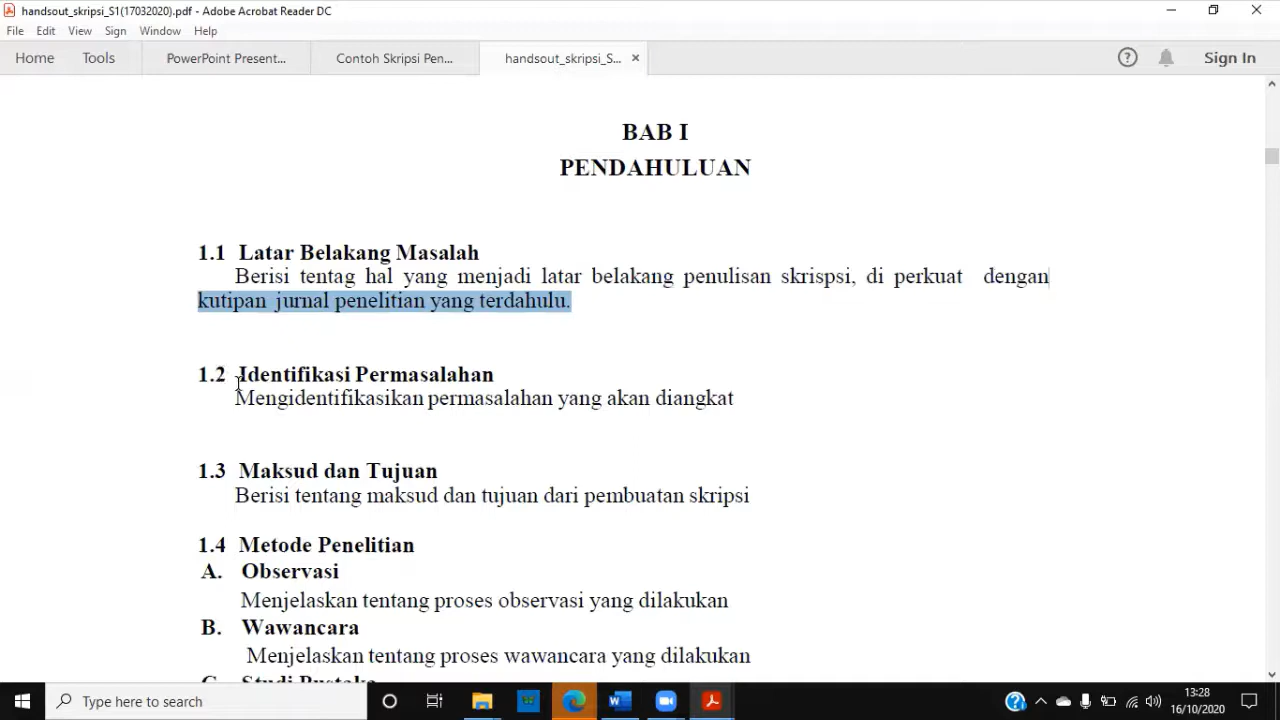 handsout_skripsi_S1(17032020).pdf - Adobe Acrobat Reader DC
File Edit View Sign Window Help
Home Tools PowerPoint Present... Contoh Skripsi Pen... handsout_skripsi_S... × Sign In
BAB I
PENDAHULUAN
1.1 Latar Belakang Masalah
Berisi tentag hal yang menjadi latar belakang penulisan skrispsi, di perkuat dengan
kutipan jurnal penelitian yang terdahulu.
1.2 Identifikasi Permasalahan
Mengidentifikasikan permasalahan yang akan diangkat
1.3 Maksud dan Tujuan
Berisi tentang maksud dan tujuan dari pembuatan skripsi
1.4 Metode Penelitian
A. Observasi
Menjelaskan tentang proses observasi yang dilakukan
B. Wawancara
Menjelaskan tentang proses wawancara yang dilakukan
C. Studi Pustaka
Type here to search
13:28
16/10/2020